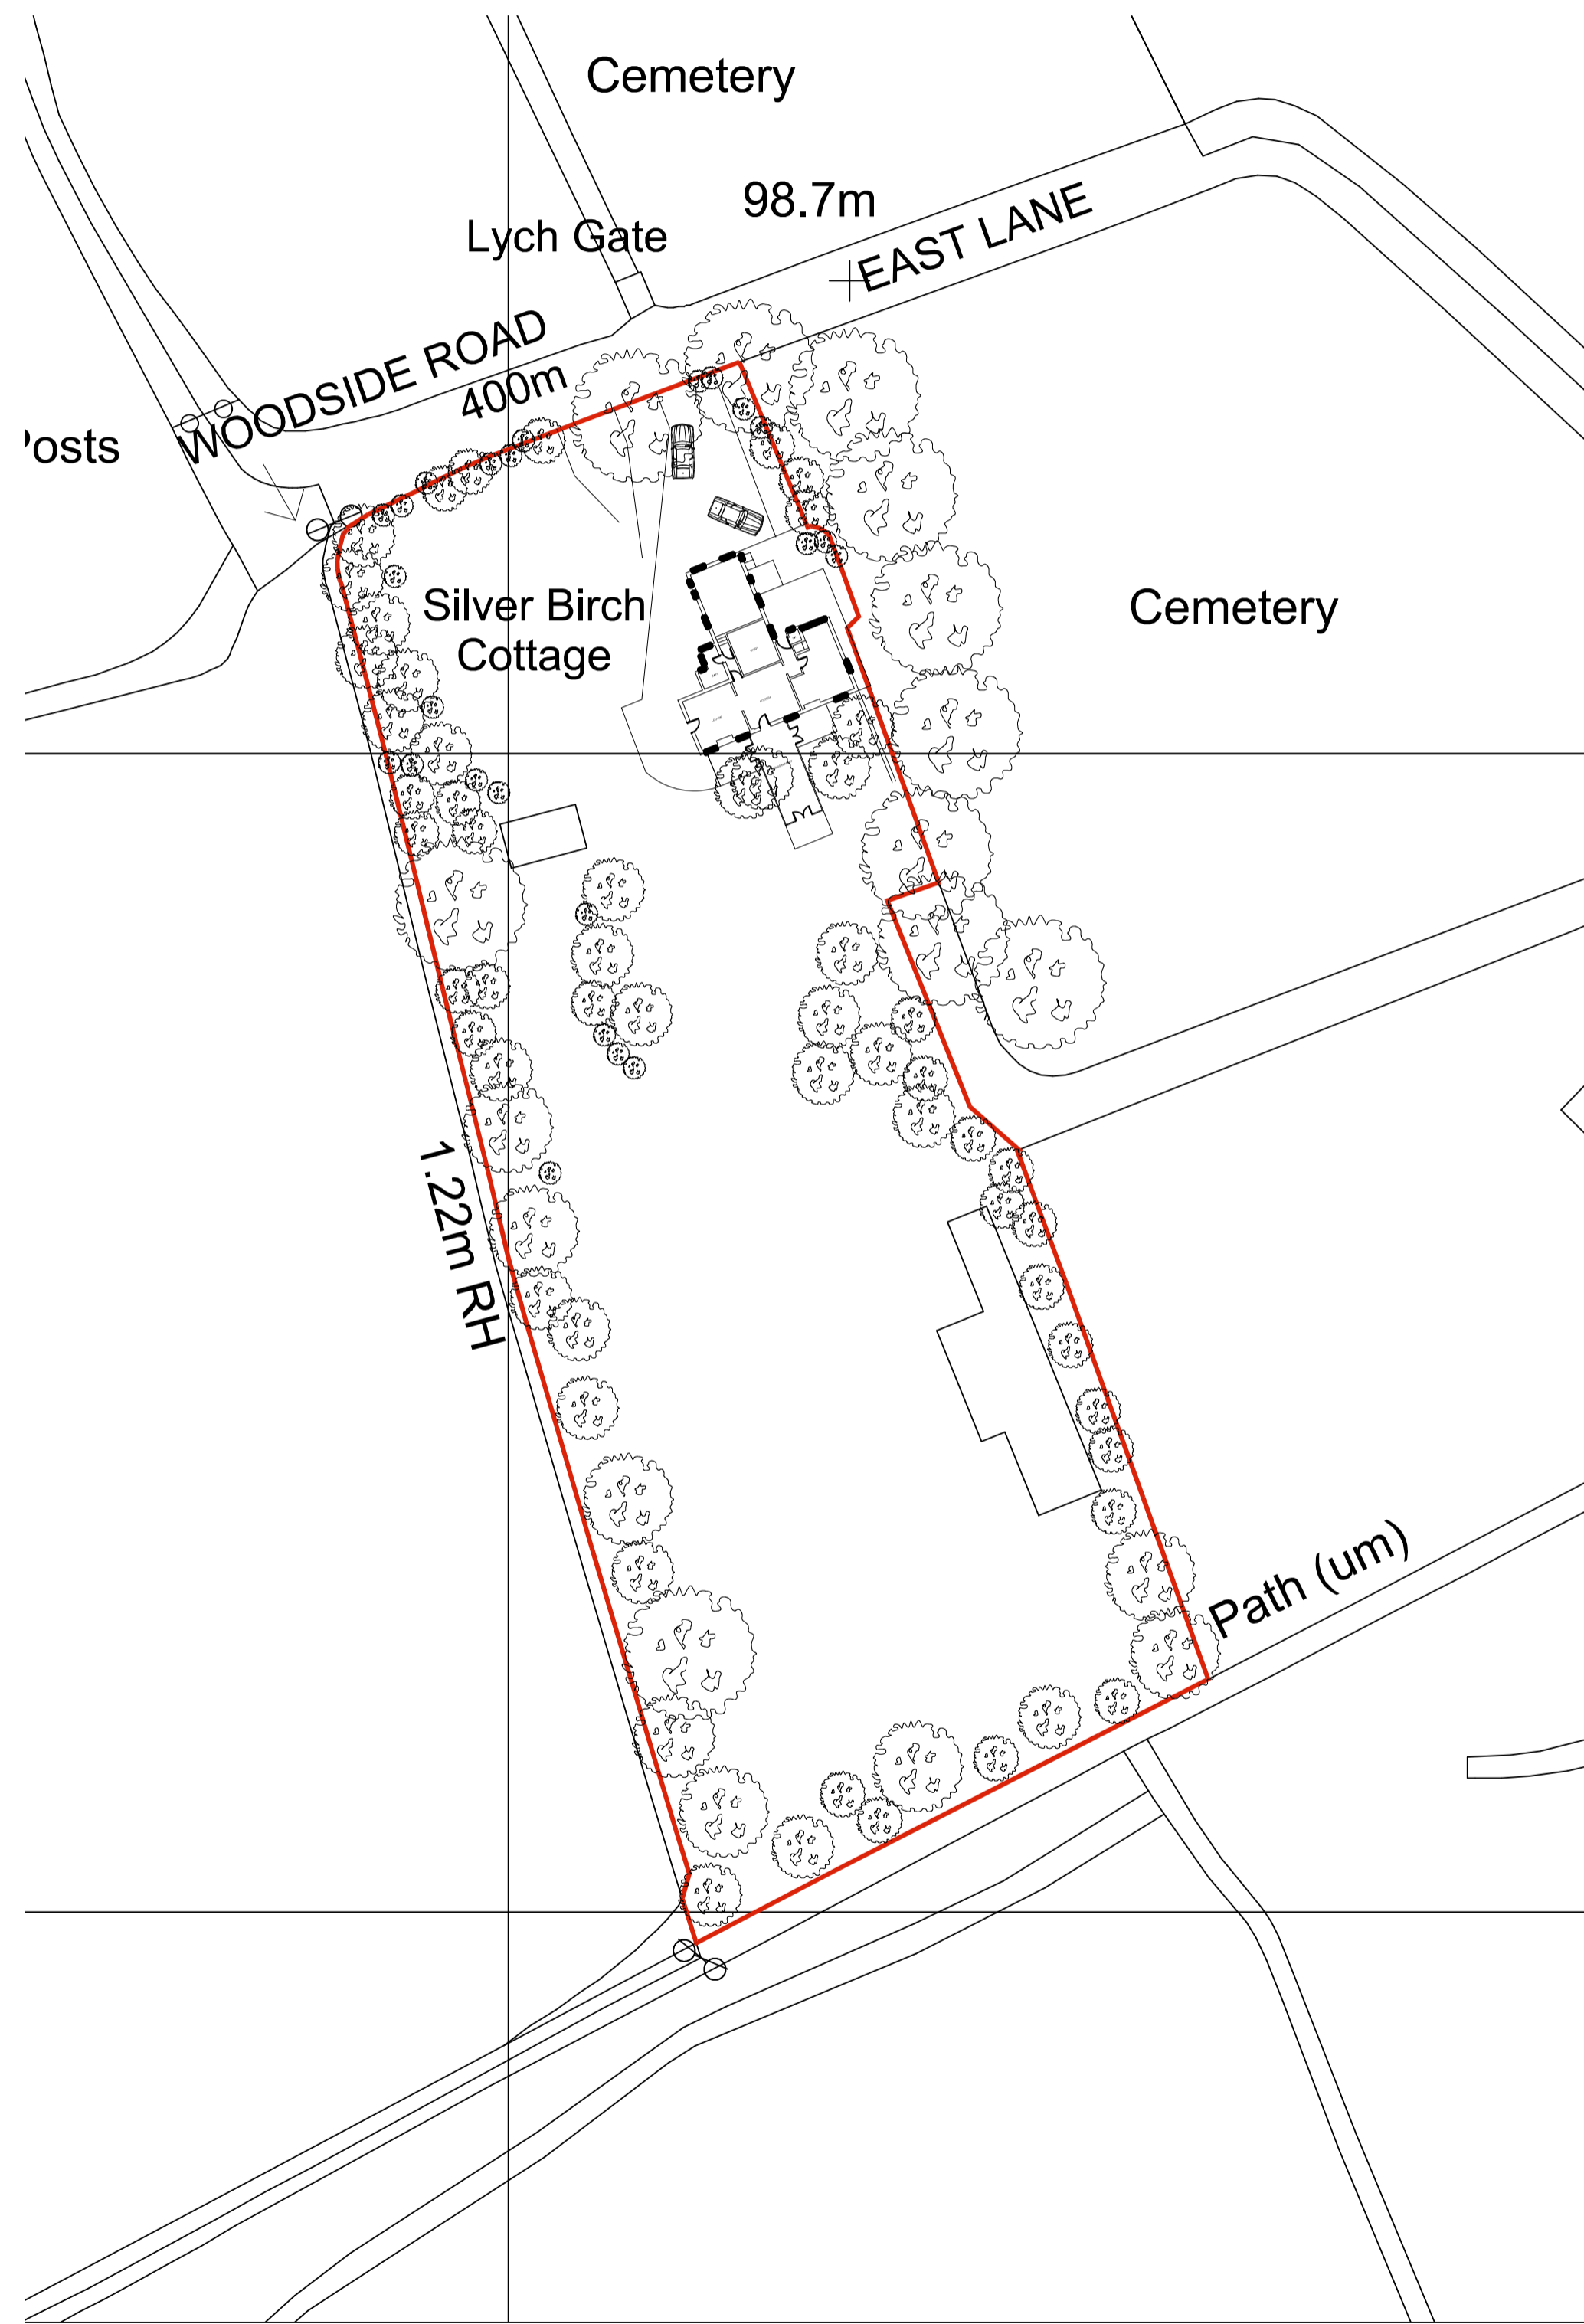 Cemetery
98.7m
Lych Gate
EAST LANE
WOODSIDE ROAD
400m
Posts
Silver Birch
Cottage
Cemetery
1.22m RH
Path (um)